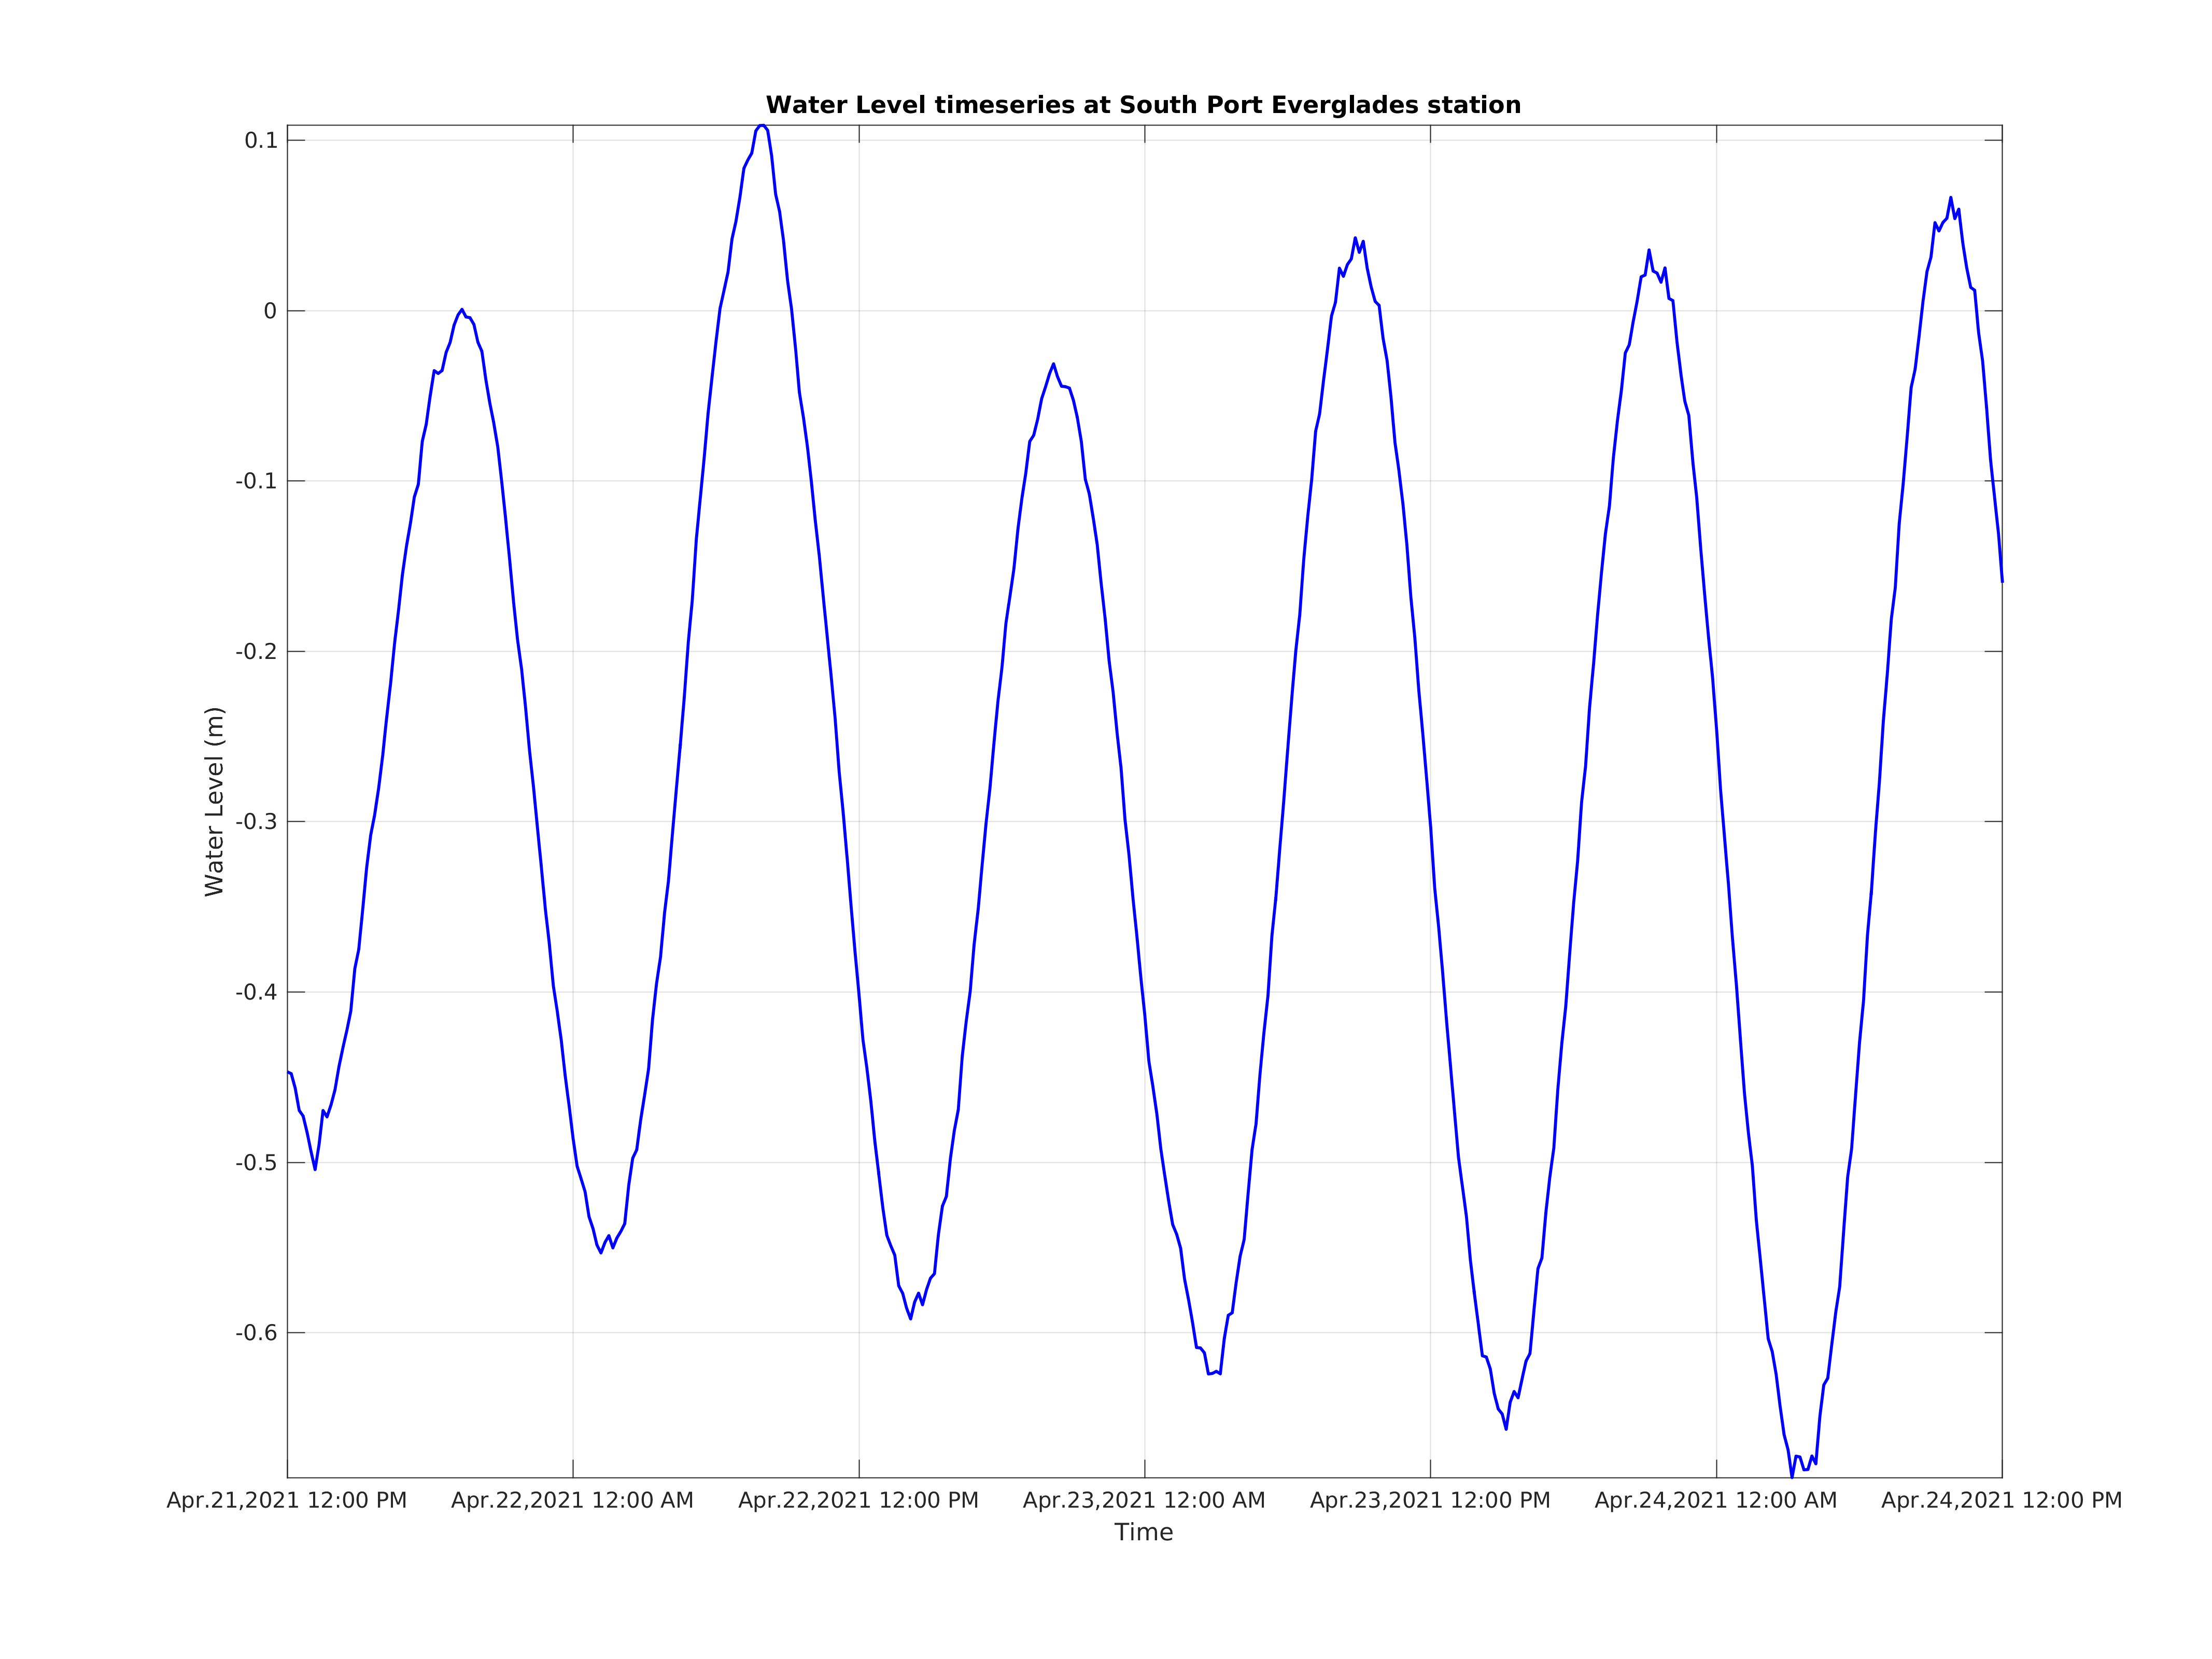 Water Level timeseries at South Port Everglades station
0.1
0
-0.1
-0.2
-0.3
-0.4
-0.5
-0.6
Water Level (m)
Apr.21,2021 12:00 PM
Apr.22,2021 12:00 AM
Apr.22,2021 12:00 PM
Apr.23,2021 12:00 AM
Apr.23,2021 12:00 PM
Apr.24,2021 12:00 AM
Apr.24,2021 12:00 PM
Time